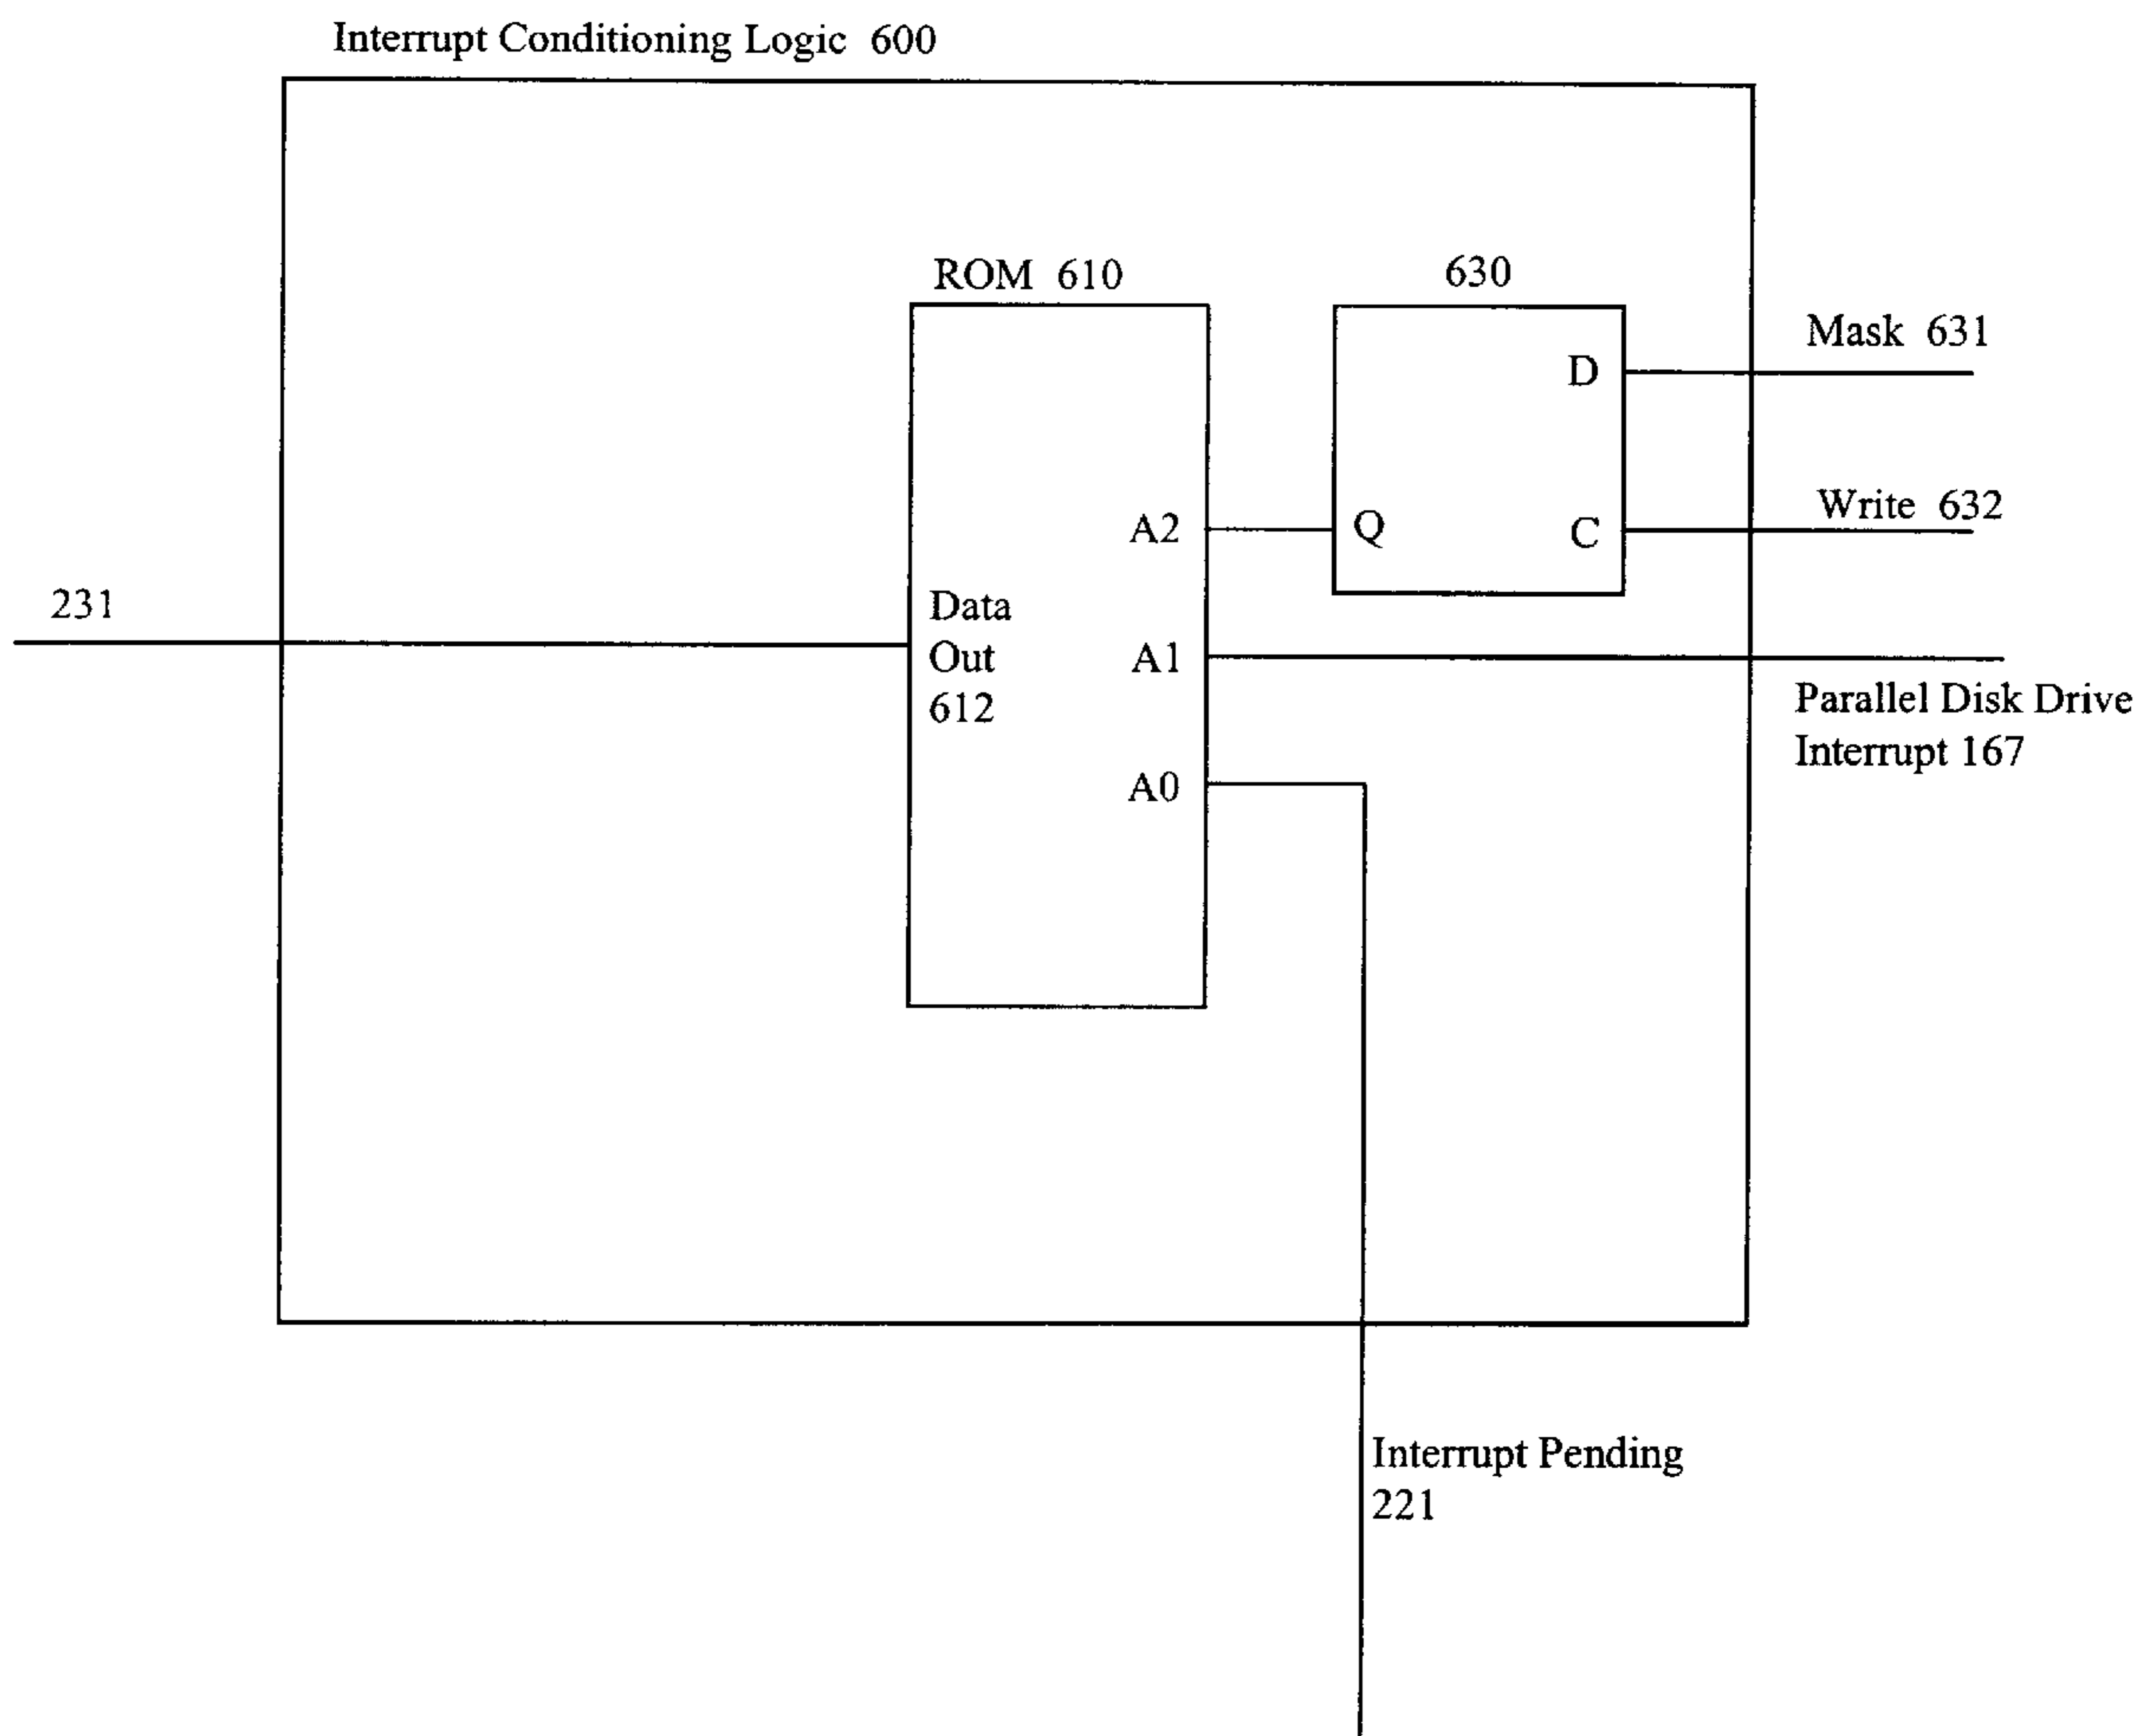 Interrupt Conditioning Logic 600
ROM 610
630
Mask 631
D
Write 632
A2
Q
C
231
Data
Out
612
A1
Parallel Disk Drive
Interrupt 167
A0
Interrupt Pending
221